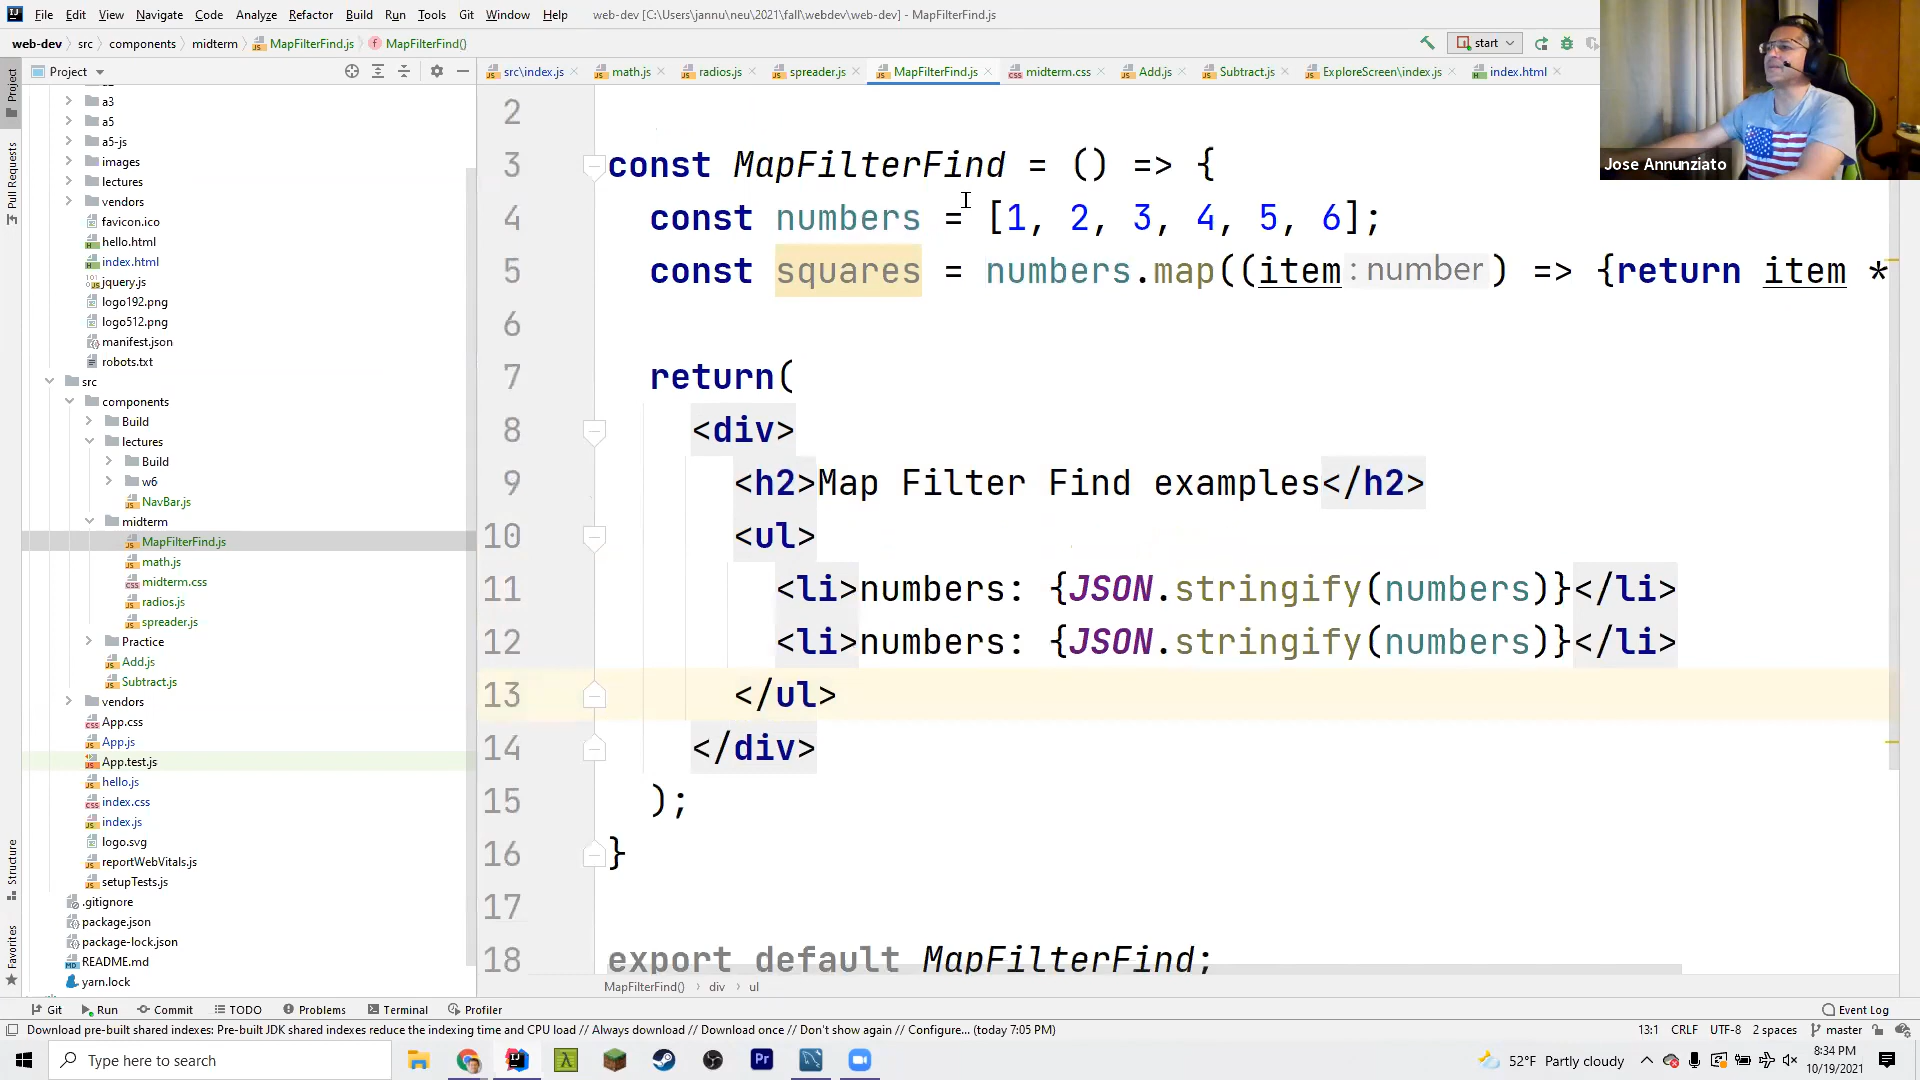 File Edit View Navigate Code Analyze Refactor Build Run Tools Git Window Help web-dev [C:\Users\jannu\neu\2021\fall\webdev\web-dev] - MapFilterFind.js
web-dev src components midterm MapFilterFind.js MapFilterFind() start
Project
src\index.js math.js radios.js spreader.js MapFilterFind.js midterm.css Add.js Subtract.js ExploreScreen\index.js index.html
Jose Annunziato
Project
Pull Requests
Structure
Favorites
a3
a5
a5-js
images
lectures
vendors
favicon.ico
hello.html
index.html
jquery.js
logo192.png
logo512.png
manifest.json
robots.txt
src
components
Build
lectures
Build
w6
NavBar.js
midterm
MapFilterFind.js
math.js
midterm.css
radios.js
spreader.js
Practice
Add.js
Subtract.js
vendors
App.css
App.js
App.test.js
hello.js
index.css
index.js
logo.svg
reportWebVitals.js
setupTests.js
.gitignore
package.json
package-lock.json
README.md
yarn.lock
2
3 const MapFilterFind = () => {
4 const numbers = [1, 2, 3, 4, 5, 6];
5 const squares = numbers.map((item : number ) => {return item *
6
7 return(
8 <div>
9 <h2>Map Filter Find examples</h2>
10 <ul>
11 <li>numbers: {JSON.stringify(numbers)}</li>
12 <li>numbers: {JSON.stringify(numbers)}</li>
13 </ul>
14 </div>
15 );
16 }
17
18 export default MapFilterFind;
MapFilterFind() div ul
Git Run Commit TODO Problems Terminal Profiler Event Log
Download pre-built shared indexes: Pre-built JDK shared indexes reduce the indexing time and CPU load // Always download // Download once // Don't show again // Configure... (today 7:05 PM) 13:1 CRLF UTF-8 2 spaces master
Type here to search
52°F Partly cloudy
8:34 PM
10/19/2021